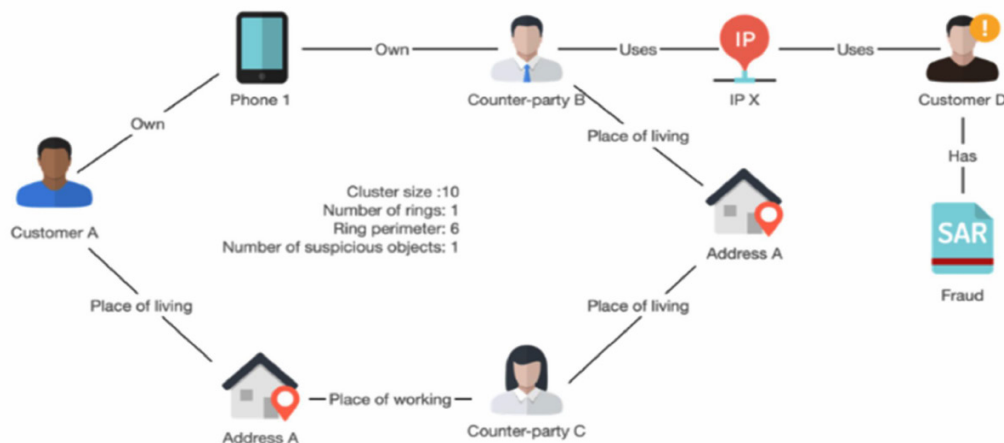 Own
Uses
IP
Uses
Phone 1
Counter-party B
IP X
Customer D
Own
Place of living
Has
Cluster size :10
Number of rings: 1
Ring perimeter: 6
Number of suspicious objects: 1
Customer A
Address A
SAR
Fraud
Place of living
Place of living
Place of working
Address A
Counter-party C